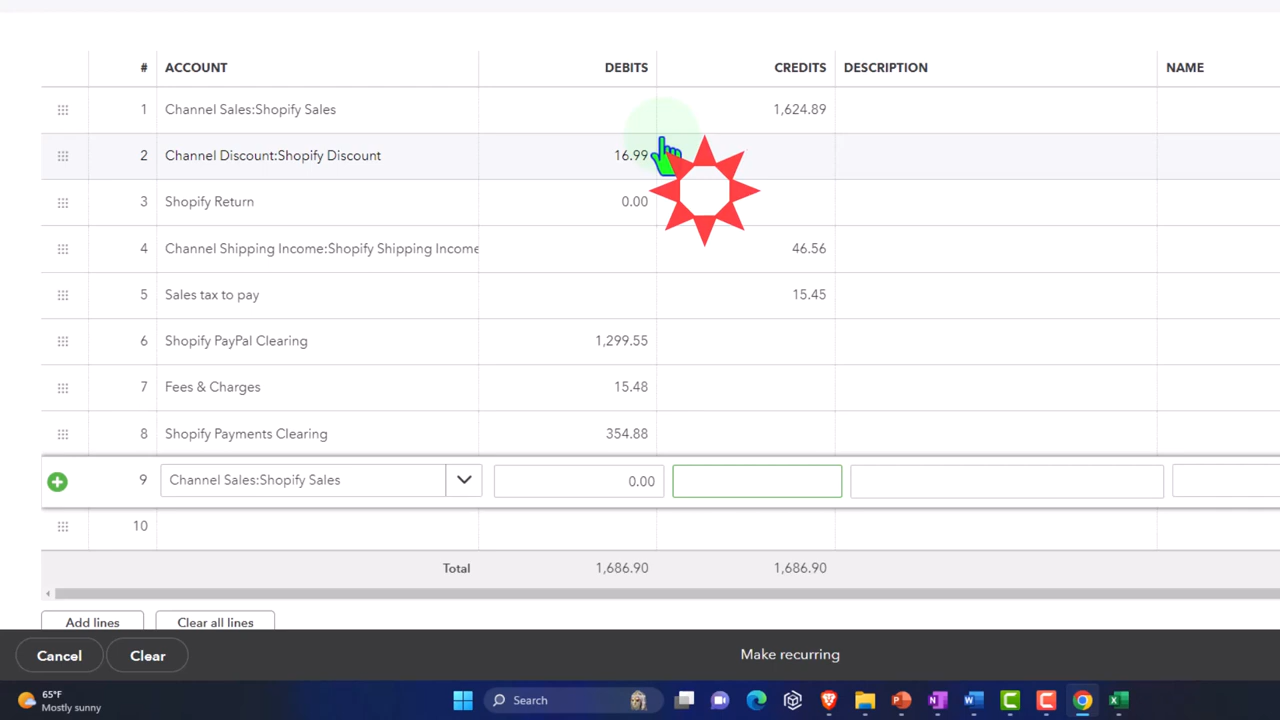 # ACCOUNT DEBITS CREDITS DESCRIPTION NAME
1 Channel Sales:Shopify Sales 1,624.89
2 Channel Discount:Shopify Discount 16.99
3 Shopify Return 0.00
4 Channel Shipping Income:Shopify Shipping Income 46.56
5 Sales tax to pay 15.45
6 Shopify PayPal Clearing 1,299.55
7 Fees & Charges 15.48
8 Shopify Payments Clearing 354.88
9 Channel Sales:Shopify Sales 0.00
10
Total 1,686.90 1,686.90
Add lines Clear all lines
Cancel Clear Make recurring
65°F
Mostly sunny
Search